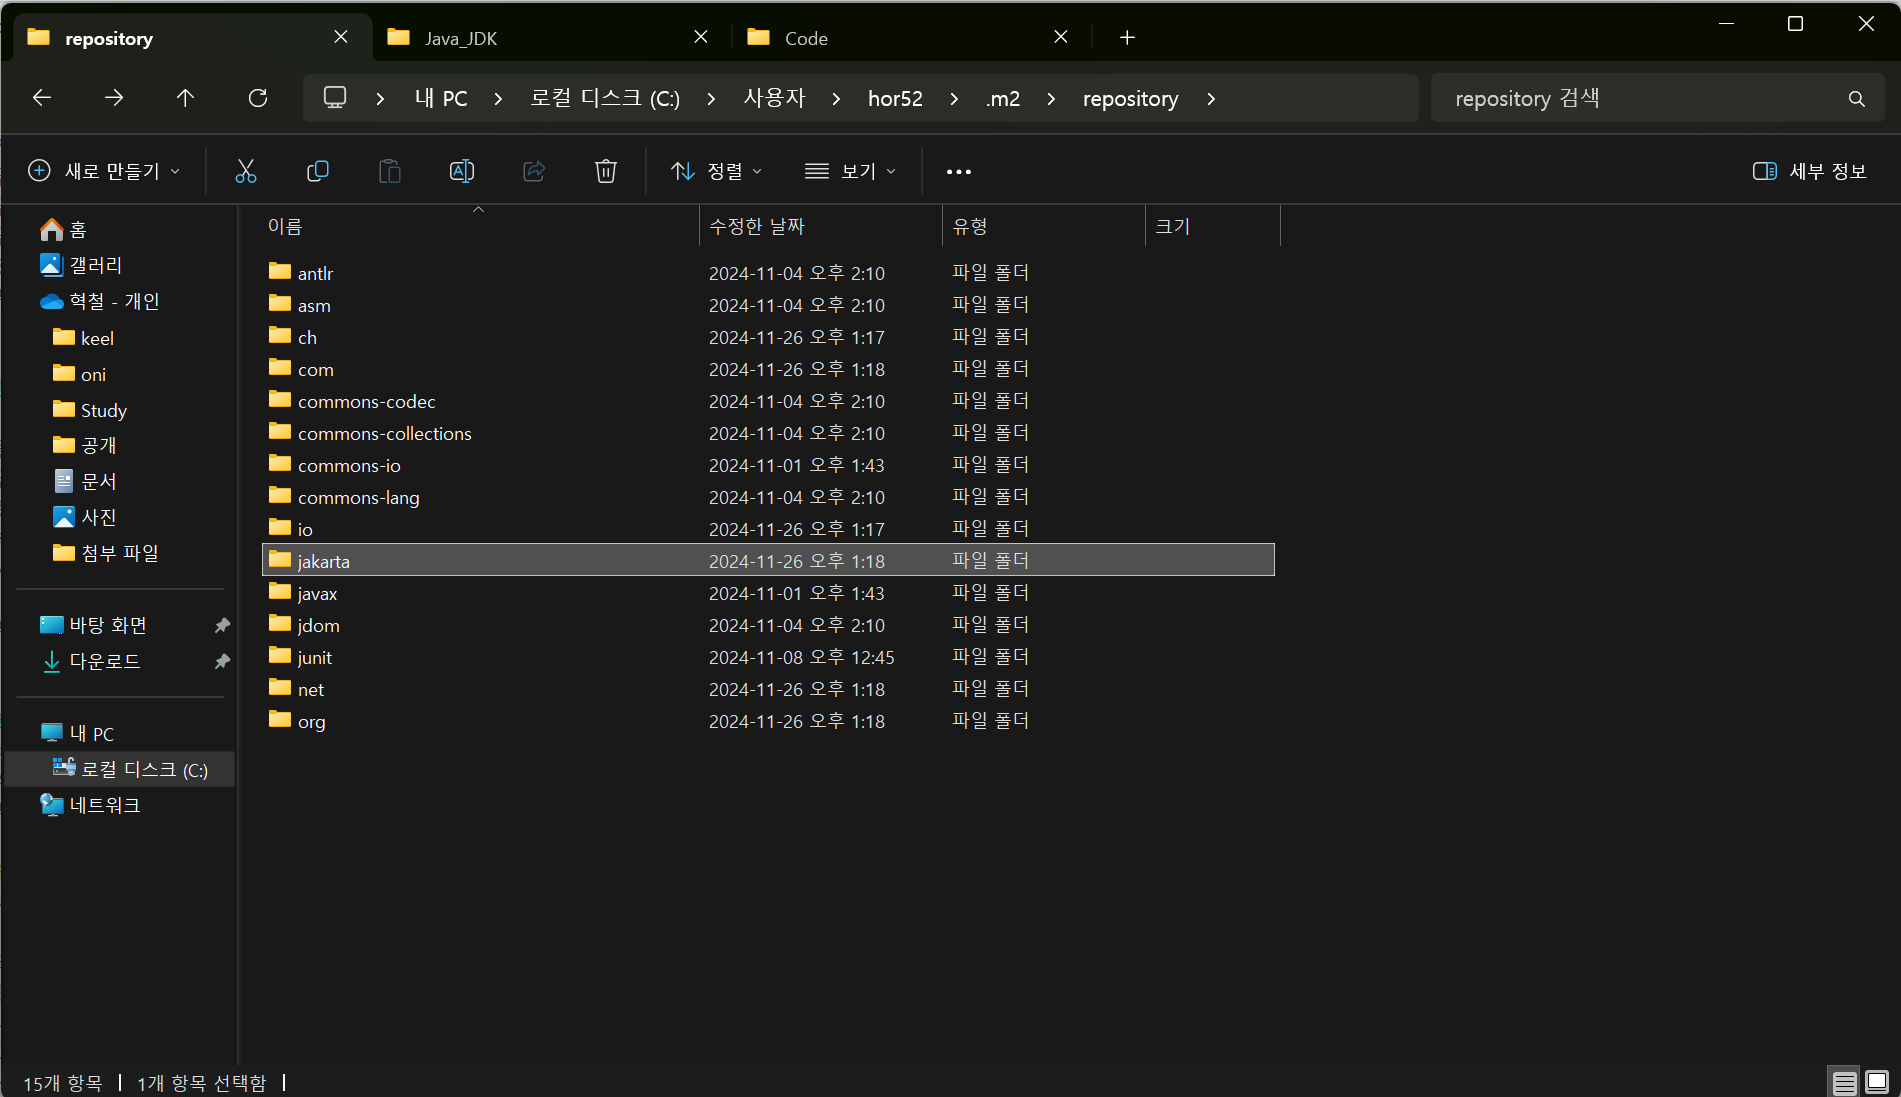 repository
Java_JDK
Code
내 PC
로컬 디스크 (C:)
사용자
hor52
.m2
repository
repository 검색
새로 만들기
정렬
보기
세부 정보
이름
수정한 날짜
유형
크기
홈
갤러리
혁철 - 개인
keel
oni
Study
공개
문서
사진
첨부 파일
바탕 화면
다운로드
내 PC
로컬 디스크 (C:)
네트워크
antlr 2024-11-04 오후 2:10 파일 폴더
asm 2024-11-04 오후 2:10 파일 폴더
ch 2024-11-26 오후 1:17 파일 폴더
com 2024-11-26 오후 1:18 파일 폴더
commons-codec 2024-11-04 오후 2:10 파일 폴더
commons-collections 2024-11-04 오후 2:10 파일 폴더
commons-io 2024-11-01 오후 1:43 파일 폴더
commons-lang 2024-11-04 오후 2:10 파일 폴더
io 2024-11-26 오후 1:17 파일 폴더
jakarta 2024-11-26 오후 1:18 파일 폴더
javax 2024-11-01 오후 1:43 파일 폴더
jdom 2024-11-04 오후 2:10 파일 폴더
junit 2024-11-08 오후 12:45 파일 폴더
net 2024-11-26 오후 1:18 파일 폴더
org 2024-11-26 오후 1:18 파일 폴더
15개 항목
1개 항목 선택함